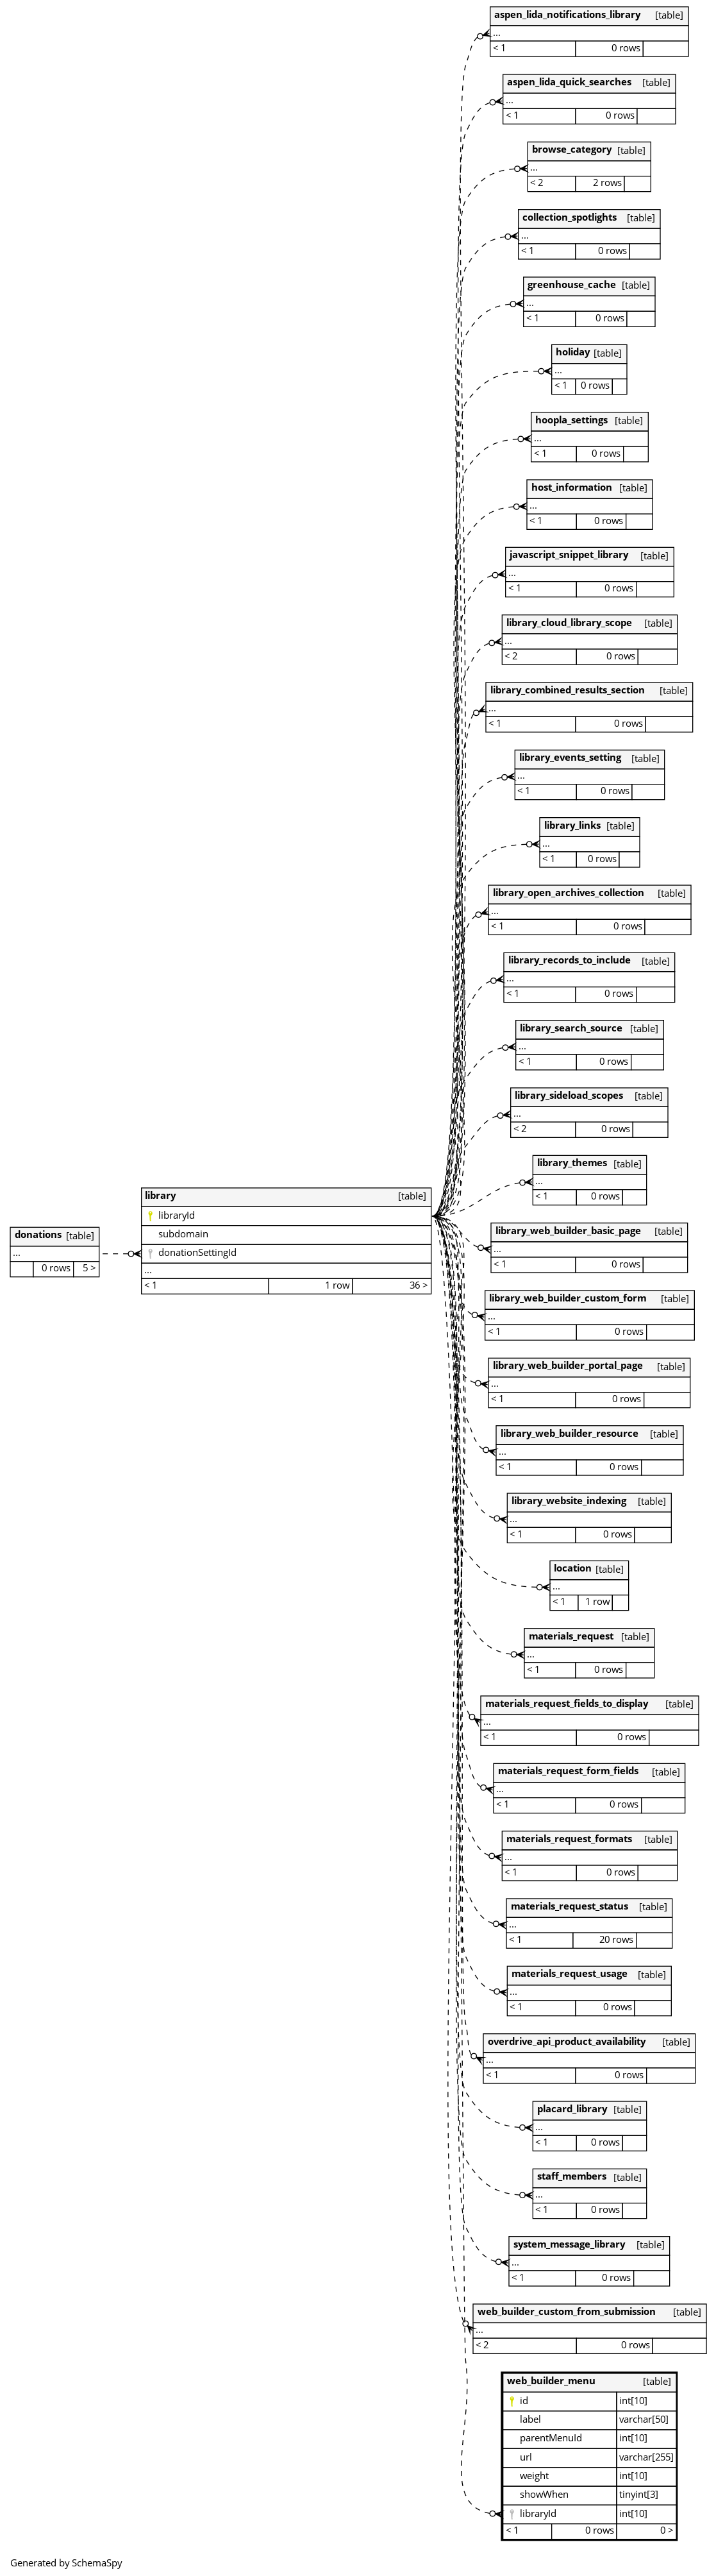 aspen_lida_notifications_library [table]
...
< 1 0 rows
aspen_lida_quick_searches [table]
...
< 1 0 rows
browse_category [table]
...
< 2 2 rows
collection_spotlights [table]
...
< 1 0 rows
greenhouse_cache [table]
...
< 1 0 rows
holiday [table]
...
< 1 0 rows
hoopla_settings [table]
...
< 1 0 rows
host_information [table]
...
< 1 0 rows
javascript_snippet_library [table]
...
< 1 0 rows
library_cloud_library_scope [table]
...
< 2 0 rows
library_combined_results_section [table]
...
< 1 0 rows
library_events_setting [table]
...
< 1 0 rows
library_links [table]
...
< 1 0 rows
library_open_archives_collection [table]
...
< 1 0 rows
library_records_to_include [table]
...
< 1 0 rows
library_search_source [table]
...
< 1 0 rows
library_sideload_scopes [table]
...
< 2 0 rows
library_themes [table]
...
< 1 0 rows
donations [table]
...
0 rows 5 >
library [table]
libraryId
subdomain
donationSettingId
...
< 1 1 row 36 >
library_web_builder_basic_page [table]
...
< 1 0 rows
library_web_builder_custom_form [table]
...
< 1 0 rows
library_web_builder_portal_page [table]
...
< 1 0 rows
library_web_builder_resource [table]
...
< 1 0 rows
library_website_indexing [table]
...
< 1 0 rows
location [table]
...
< 1 1 row
materials_request [table]
...
< 1 0 rows
materials_request_fields_to_display [table]
...
< 1 0 rows
materials_request_form_fields [table]
...
< 1 0 rows
materials_request_formats [table]
...
< 1 0 rows
materials_request_status [table]
...
< 1 20 rows
materials_request_usage [table]
...
< 1 0 rows
overdrive_api_product_availability [table]
...
< 1 0 rows
placard_library [table]
...
< 1 0 rows
staff_members [table]
...
< 1 0 rows
system_message_library [table]
...
< 1 0 rows
web_builder_custom_from_submission [table]
...
< 2 0 rows
web_builder_menu [table]
id int[10]
label varchar[50]
parentMenuId int[10]
url varchar[255]
weight int[10]
showWhen tinyint[3]
libraryId int[10]
< 1 0 rows 0 >
Generated by SchemaSpy